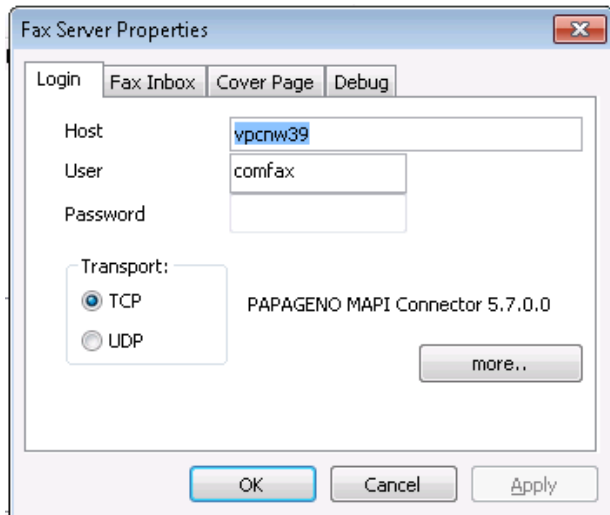 Fax Server Properties
Login Fax Inbox Cover Page Debug
Host vpcnw39
User comfax
Password
Transport:
TCP
PAPAGENO MAPI Connector 5.7.0.0
UDP
more..
OK Cancel Apply